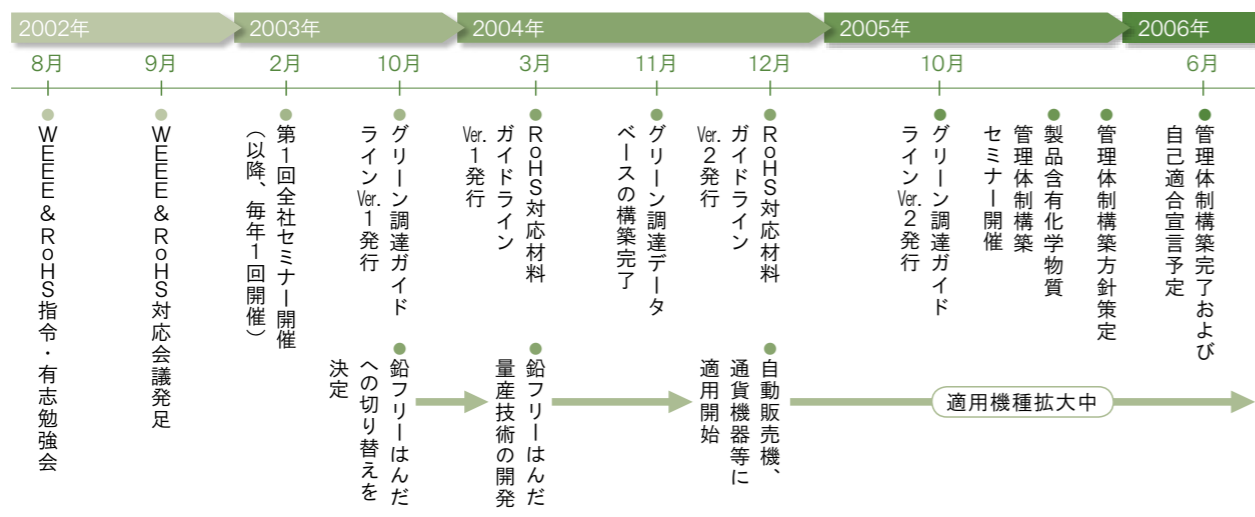 2002年
2003年
2004年
2005年
2006年
8月
9月
2月
10月
3月
11月
12月
10月
6月
WEEE&RoHS指令・有志勉強会
WEEE&RoHS対応会議発足
第1回全社セミナー開催
（以降、毎年1回開催）
グリーン調達ガイド
ラインVer.1発行
RoHS対応材料
ガイドライン
Ver.1発行
グリーン調達データ
ベースの構築完了
RoHS対応材料
ガイドライン
Ver.2発行
グリーン調達ガイド
ラインVer.2発行
製品含有化学物質
管理体制構築
セミナー開催
管理体制構築方針策定
管理体制構築完了および
自己適合宣言予定
鉛フリーはんだ
への切り替えを
決定
鉛フリーはんだ
量産技術の開発
自動販売機、
通貨機器等に
適用開始
適用機種拡大中